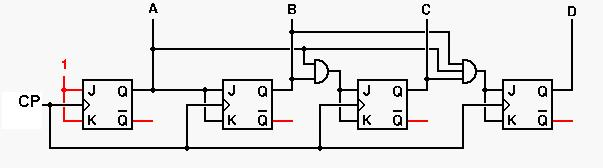 A B C D
1
CP
J Q J Q J Q J Q
K Q̅ K Q̅ K Q̅ K Q̅